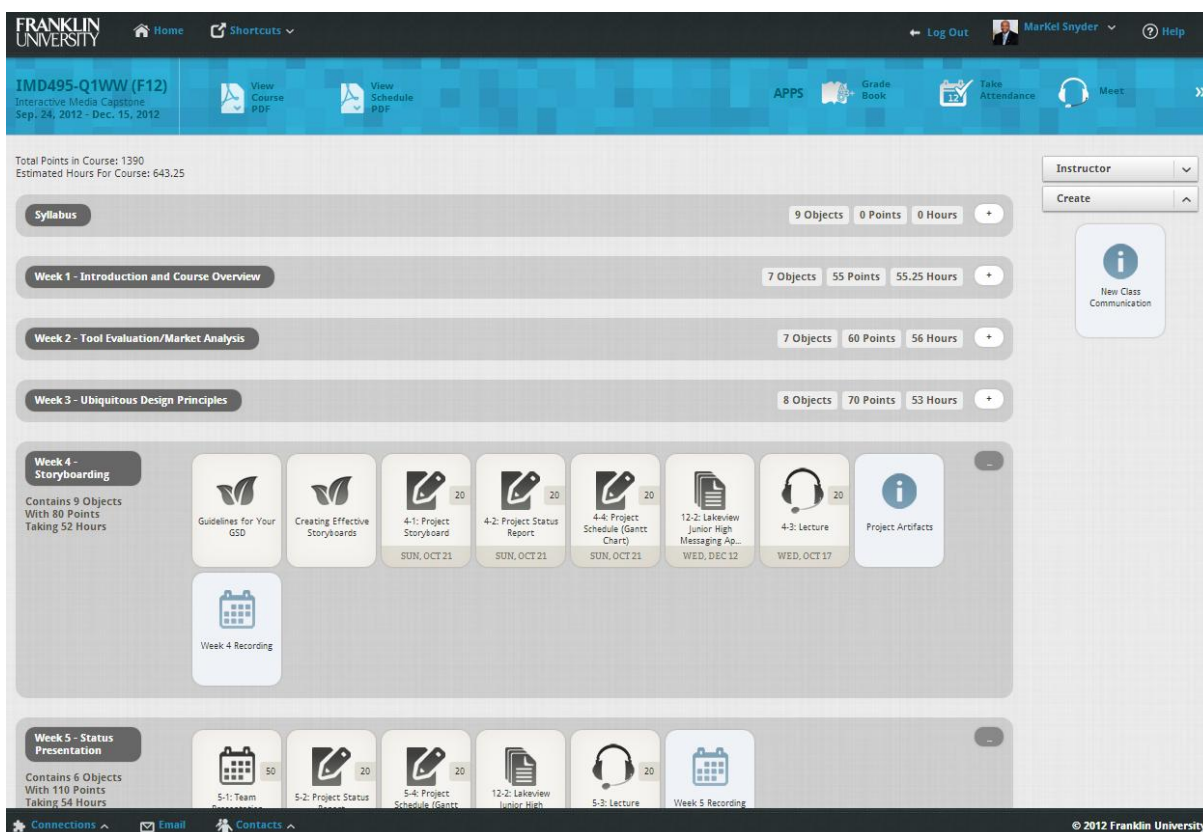 FRANKLIN
UNIVERSITY
Home
Shortcuts
Log Out
MarKel Snyder
Help
IMD495-Q1WW (F12)
Interactive Media Capstone
Sep. 24, 2012 - Dec. 15, 2012
View
Course
PDF
View
Schedule
PDF
APPS
Grade
Book
12
Take
Attendance
Meet
Total Points in Course: 1390
Estimated Hours For Course: 643.25
Instructor
Create
New Class
Communication
Syllabus
9 Objects 0 Points 0 Hours +
Week 1 - Introduction and Course Overview
7 Objects 55 Points 55.25 Hours +
Week 2 - Tool Evaluation/Market Analysis
7 Objects 60 Points 56 Hours +
Week 3 - Ubiquitous Design Principles
8 Objects 70 Points 53 Hours +
Week 4 -
Storyboarding
Contains 9 Objects
With 80 Points
Taking 52 Hours
Guidelines for Your
GSD
Creating Effective
Storyboards
20
4-1: Project
Storyboard
SUN, OCT 21
20
4-2: Project Status
Report
SUN, OCT 21
20
4-4: Project
Schedule (Gantt
Chart)
SUN, OCT 21
12-2: Lakeview
Junior High
Messaging Ap...
WED, DEC 12
20
4-3: Lecture
WED, OCT 17
Project Artifacts
Week 4 Recording
Week 5 - Status
Presentation
Contains 6 Objects
With 110 Points
Taking 54 Hours
50
5-1: Team
Presentation
20
5-2: Project Status
Report
20
5-4: Project
Schedule (Gantt
12-2: Lakeview
Junior High
20
5-3: Lecture
Week 5 Recording
Connections
Email
Contacts
© 2012 Franklin University